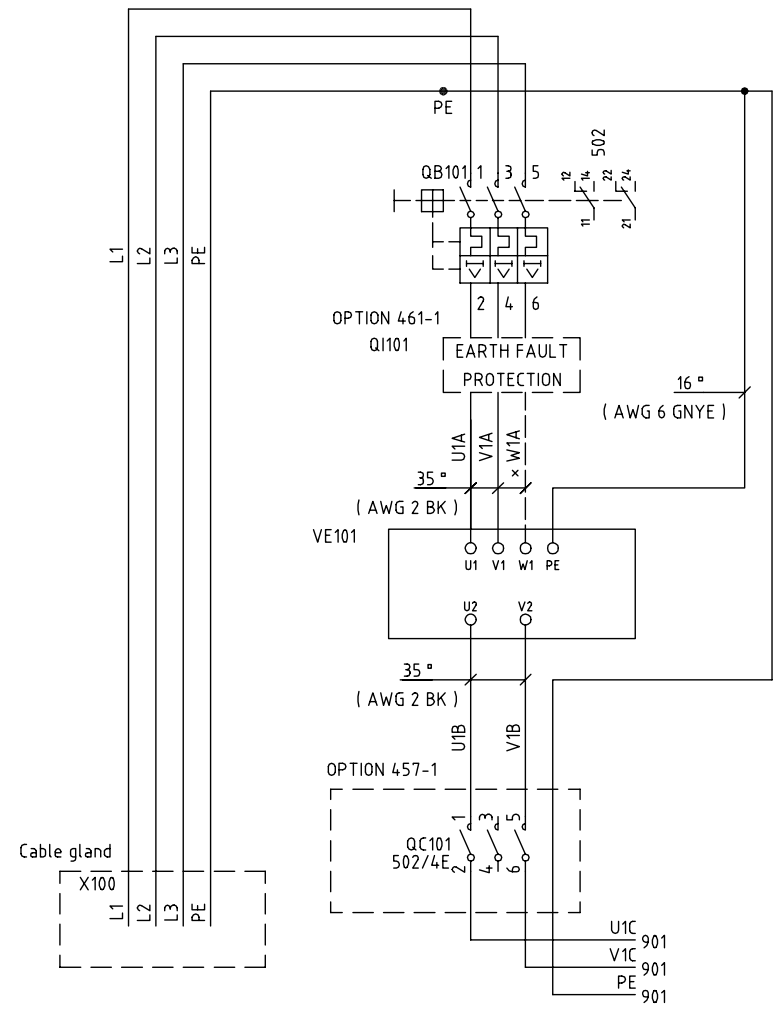 PE
502
QB101 1 3 5
12 14 22 24
11 21
L1 L2 L3 PE
2 4 6
OPTION 461-1
QI101
EARTH FAULT
PROTECTION
16 ▫
( AWG 6 GNYE )
U1A V1A × W1A
35 ▫
( AWG 2 BK )
VE101
U1 V1 W1 PE
U2 V2
35 ▫
( AWG 2 BK )
U1B V1B
OPTION 457-1
1 3 5
QC101
502/4E
2 4 6
Cable gland
X100
L1 L2 L3 PE
U1C 901
V1C 901
PE 901